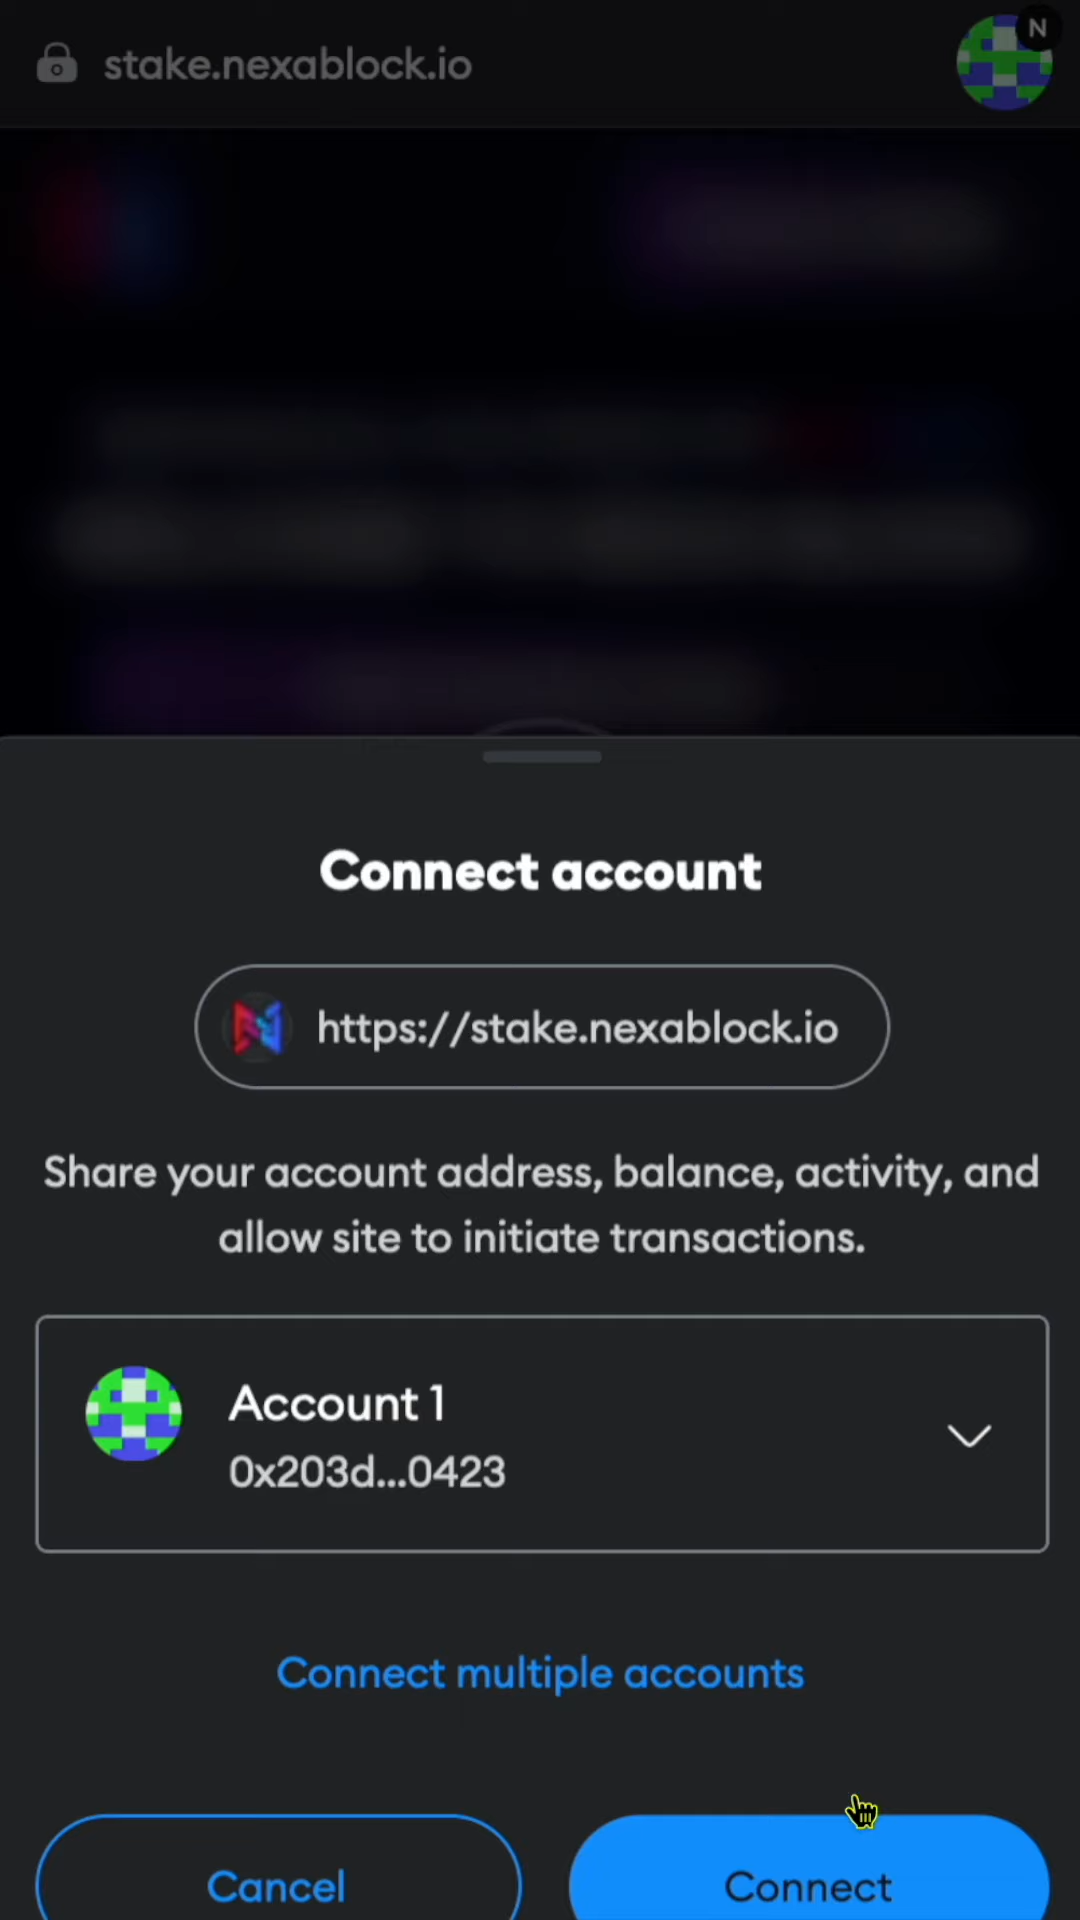 N
stake.nexablock.io
Connect account
https://stake.nexablock.io
Share your account address, balance, activity, and
allow site to initiate transactions.
Account 1
0x203d...0423
Connect multiple accounts
Cancel
Connect